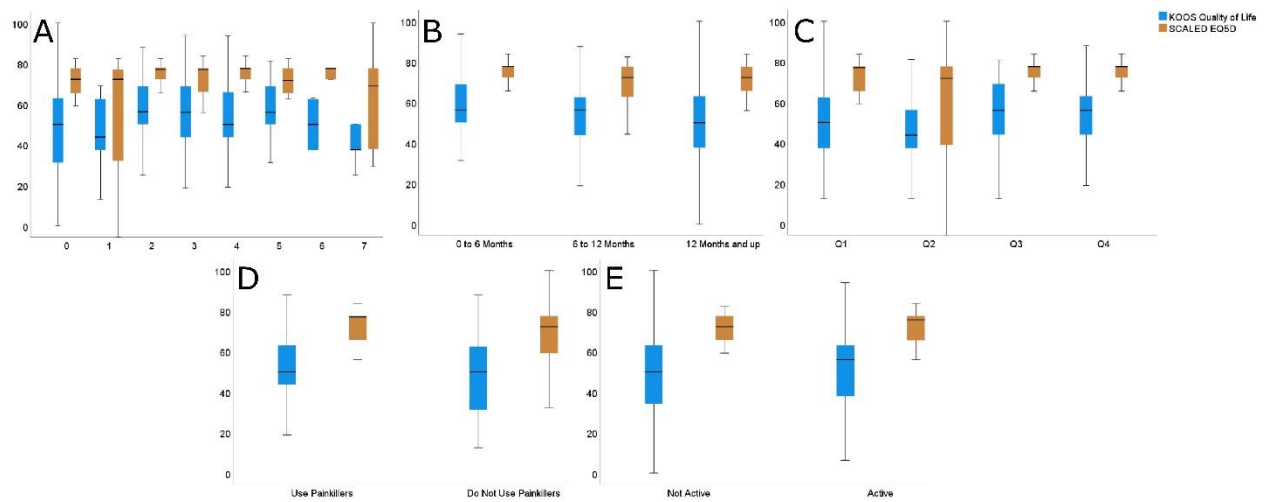 A
B
C
KOOS Quality of Life
SCALED EQ5D
100
80
60
40
20
0
0 1 2 3 4 5 6 7
100
80
60
40
20
0
0 to 6 Months 6 to 12 Months 12 Months and up
100
80
60
40
20
0
Q1 Q2 Q3 Q4
D
E
100
80
60
40
20
0
Use Painkillers Do Not Use Painkillers
100
80
60
40
20
0
Not Active Active